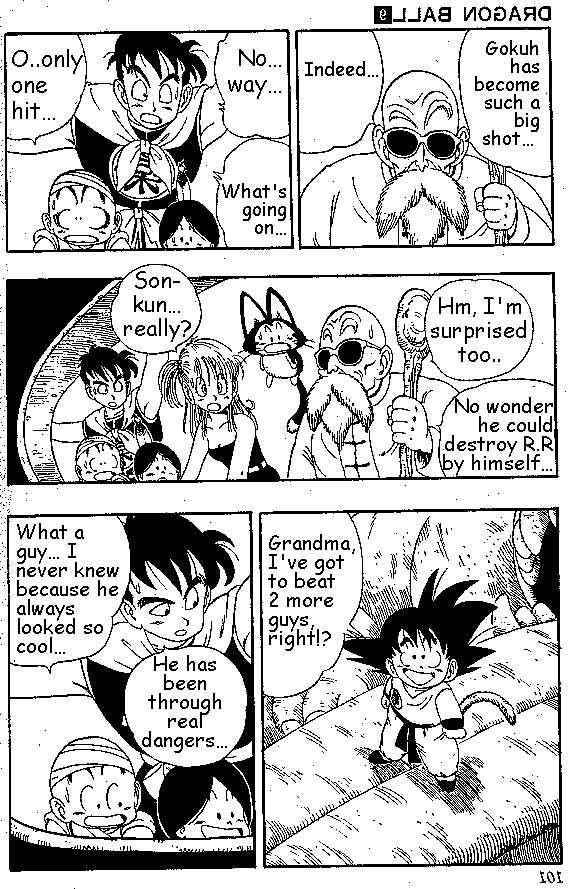 DRAGON BALL 9
O..only
one
hit...
No...
way...
What's
going
on...
Indeed...
Gokuh
has
become
such a
big
shot...
Son-
kun...
really?
Hm, I'm
surprised
too..
No wonder
he could
destroy R.R
by himself...
What a
guy... I
never knew
because he
always
looked so
cool...
He has
been
through
real
dangers...
Grandma,
I've got
to beat
2 more
guys,
right!?
101